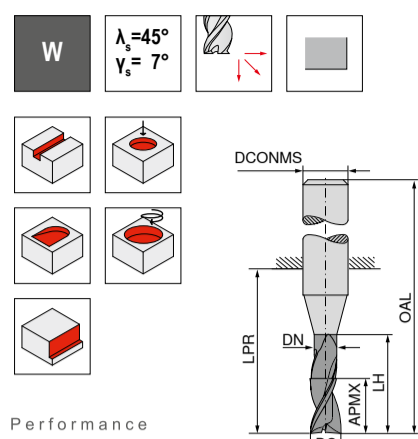 W
λs=45°
γs= 7°
DCONMS
OAL
LPR
DN
LH
APMX
Performance